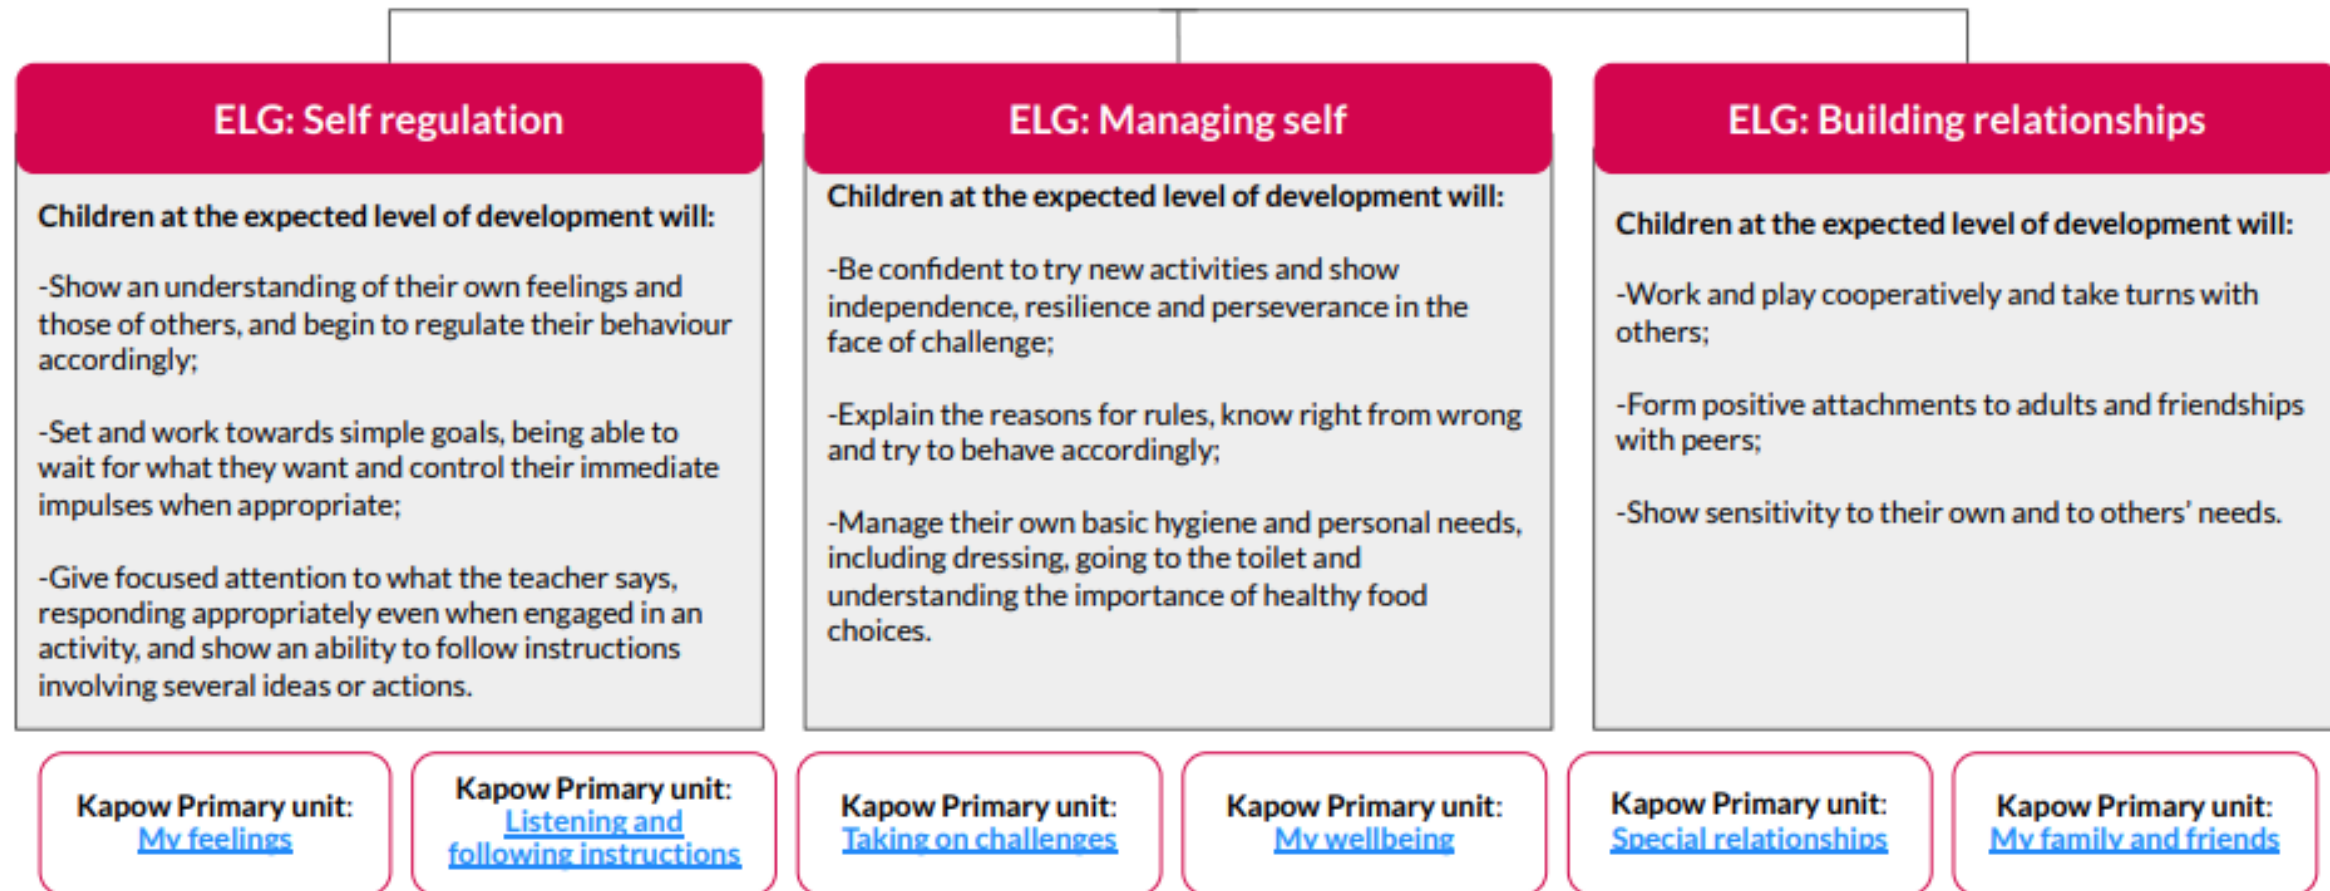 ELG: Self regulation
Children at the expected level of development will:
-Show an understanding of their own feelings and
those of others, and begin to regulate their behaviour
accordingly;
-Set and work towards simple goals, being able to
wait for what they want and control their immediate
impulses when appropriate;
-Give focused attention to what the teacher says,
responding appropriately even when engaged in an
activity, and show an ability to follow instructions
involving several ideas or actions.
ELG: Managing self
Children at the expected level of development will:
-Be confident to try new activities and show
independence, resilience and perseverance in the
face of challenge;
-Explain the reasons for rules, know right from wrong
and try to behave accordingly;
-Manage their own basic hygiene and personal needs,
including dressing, going to the toilet and
understanding the importance of healthy food
choices.
ELG: Building relationships
Children at the expected level of development will:
-Work and play cooperatively and take turns with
others;
-Form positive attachments to adults and friendships
with peers;
-Show sensitivity to their own and to others' needs.
Kapow Primary unit:
My feelings
Kapow Primary unit:
Listening and
following instructions
Kapow Primary unit:
Taking on challenges
Kapow Primary unit:
My wellbeing
Kapow Primary unit:
Special relationships
Kapow Primary unit:
My family and friends